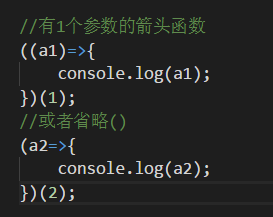 //有1个参数的箭头函数
((a1)=>{
    console.log(a1);
})(1);
//或者省略()
(a2=>{
    console.log(a2);
})(2);